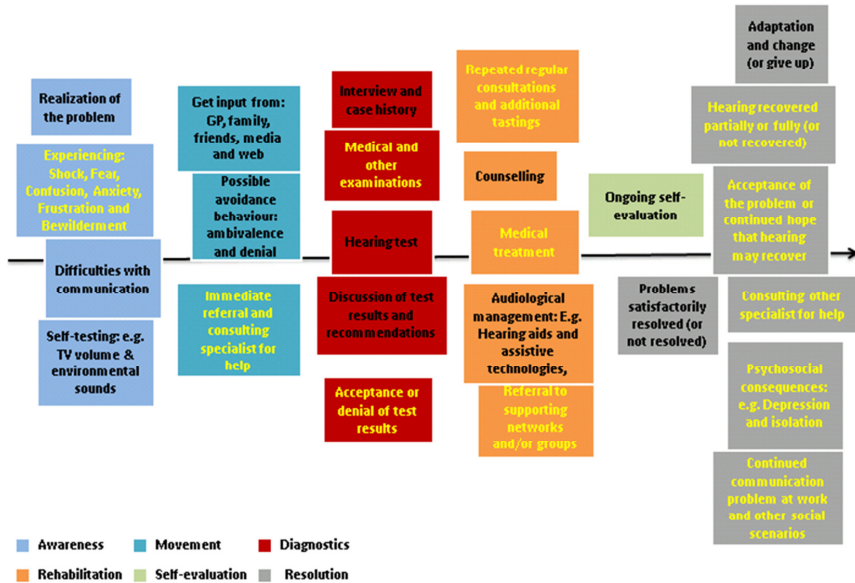 Realization of
the problem
Experiencing:
Shock, Fear,
Confusion, Anxiety,
Frustration and
Bewilderment
Difficulties with
communication
Self-testing: e.g.
TV volume &
environmental
sounds
Get input from:
GP, family,
friends, media
and web
Possible
avoidance
behaviour:
ambivalence
and denial
Immediate
referral and
consulting
specialist for
help
Interview and
case history
Medical and
other
examinations
Hearing test
Discussion of test
results and
recommendations
Acceptance or
denial of test
results
Repeated regular
consultations
and additional
tastings
Counselling
Medical
treatment
Audiological
management: E.g.
Hearing aids and
assistive
technologies,
Referral to
supporting
networks
and/or groups
Ongoing self-
evaluation
Problems
satisfactorily
resolved (or
not resolved)
Adaptation
and change
(or give up)
Hearing recovered
partially or fully (or
not recovered)
Acceptance of
the problem or
continued hope
that hearing
may recover
Consulting other
specialist for help
Psychosocial
consequences:
e.g. Depression
and isolation
Continued
communication
problem at work
and other social
scenarios
Awareness
Movement
Diagnostics
Rehabilitation
Self-evaluation
Resolution